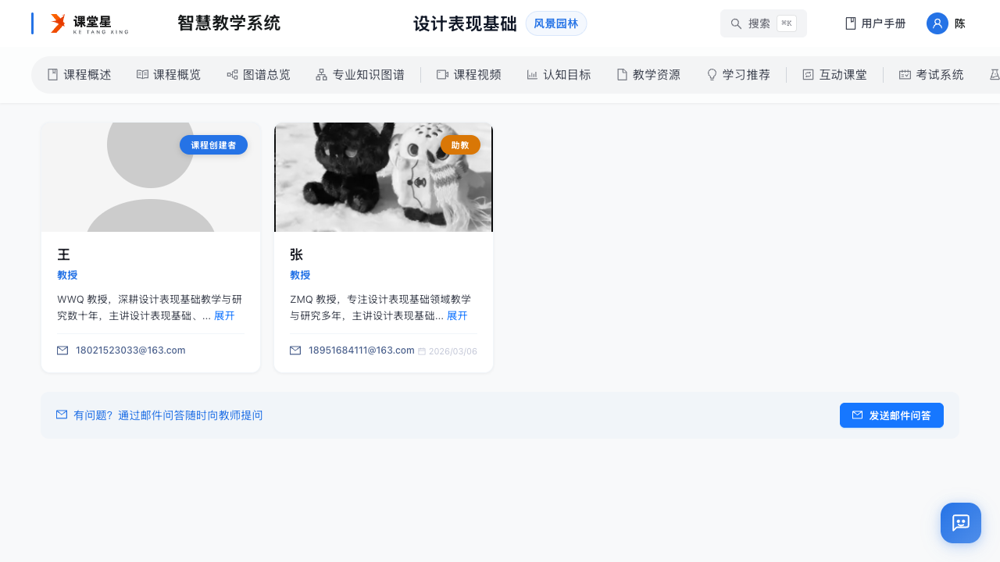 课堂星
KE TANG XING
智慧教学系统
设计表现基础
风景园林
搜索 ⌘K
用户手册
陈
课程概述
课程概览
图谱总览
专业知识图谱
课程视频
认知目标
教学资源
学习推荐
互动课堂
考试系统
课程创建者
王
教授
WWQ 教授，深耕设计表现基础教学与研
究数十年，主讲设计表现基础、... 展开
18021523033@163.com
助教
张
教授
ZMQ 教授，专注设计表现基础领域教学
与研究多年，主讲设计表现基础... 展开
18951684111@163.com 2026/03/06
有问题？通过邮件问答随时向教师提问
发送邮件问答